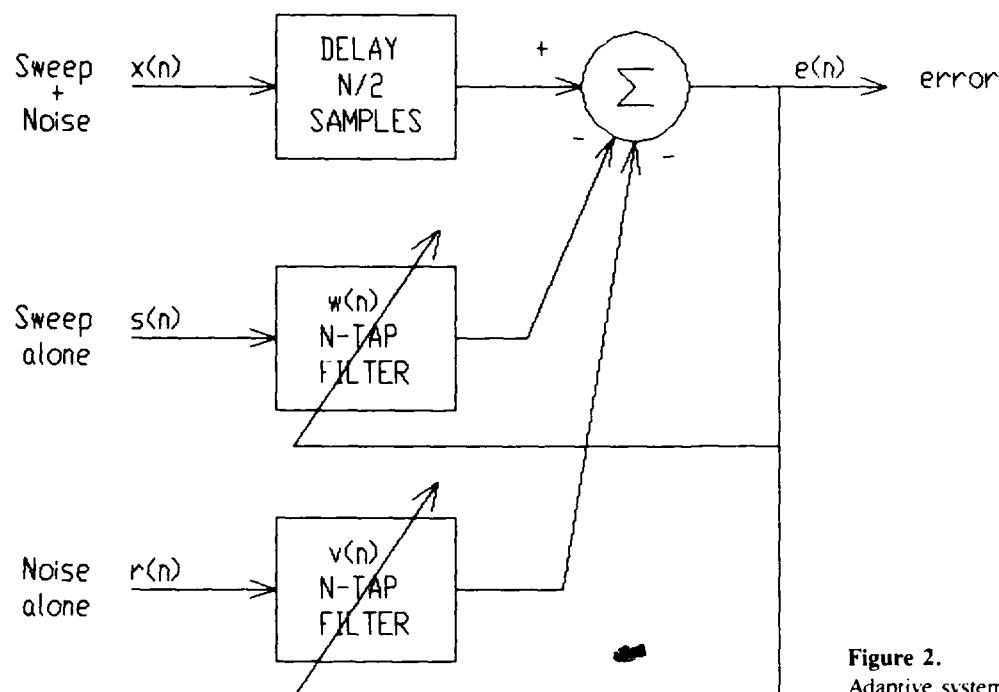 Sweep
+
Noise
x(n)
DELAY
N/2
SAMPLES
+
Σ
-
-
e(n)
error
Sweep
alone
s(n)
w(n)
N-TAP
FILTER
Noise
alone
r(n)
v(n)
N-TAP
FILTER
Figure 2.
Adaptive system